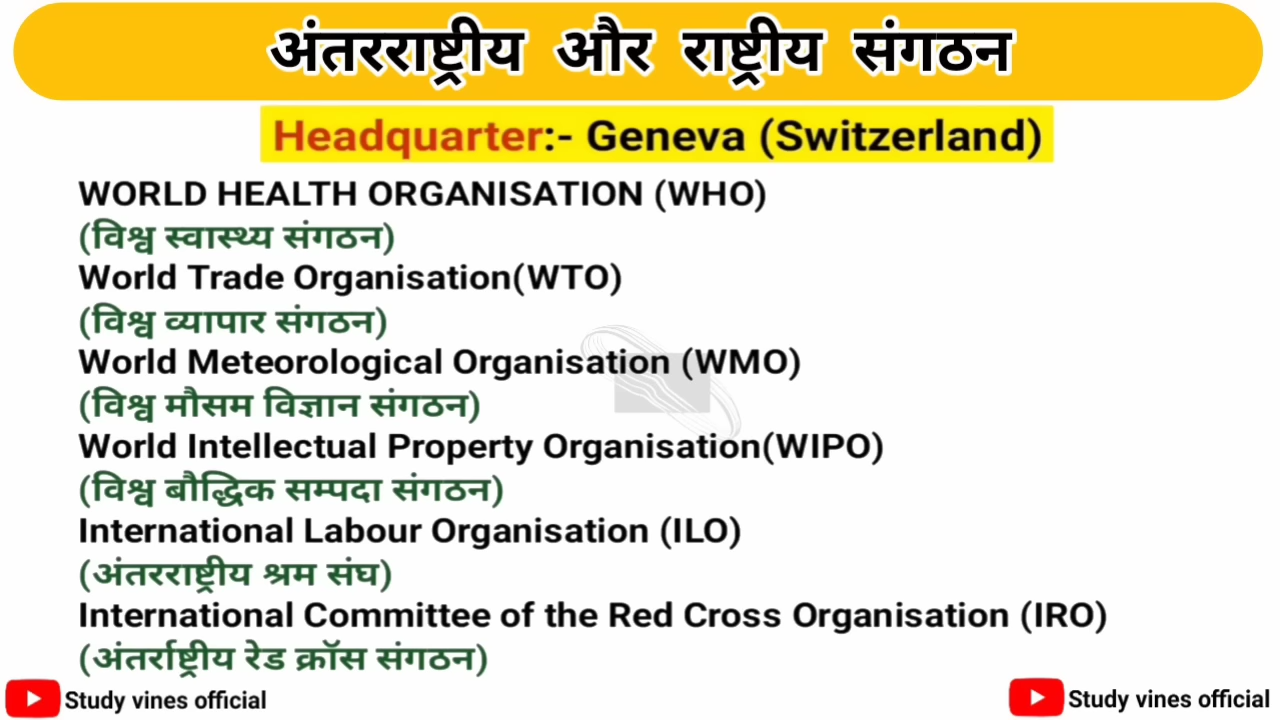 अंतरराष्ट्रीय और राष्ट्रीय संगठन
Headquarter:- Geneva (Switzerland)
WORLD HEALTH ORGANISATION (WHO)
(विश्व स्वास्थ्य संगठन)
World Trade Organisation(WTO)
(विश्व व्यापार संगठन)
World Meteorological Organisation (WMO)
(विश्व मौसम विज्ञान संगठन)
World Intellectual Property Organisation(WIPO)
(विश्व बौद्धिक सम्पदा संगठन)
International Labour Organisation (ILO)
(अंतरराष्ट्रीय श्रम संघ)
International Committee of the Red Cross Organisation (IRO)
(अंतर्राष्ट्रीय रेड क्रॉस संगठन)
Study vines official
Study vines official